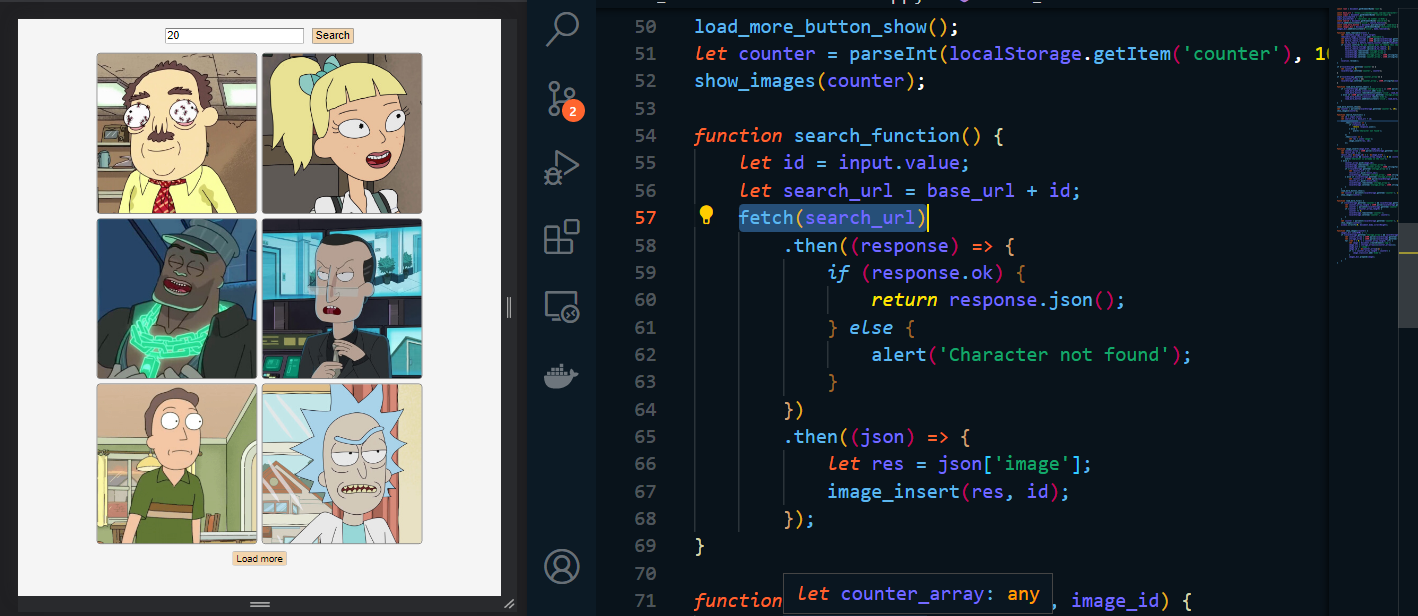 20 Search
Load more
2
50 load_more_button_show();
51 let counter = parseInt(localStorage.getItem('counter'), 10
52 show_images(counter);
53
54 function search_function() {
55 let id = input.value;
56 let search_url = base_url + id;
57 fetch(search_url)
58 .then((response) => {
59 if (response.ok) {
60 return response.json();
61 } else {
62 alert('Character not found');
63 }
64 })
65 .then((json) => {
66 let res = json['image'];
67 image_insert(res, id);
68 });
69 }
70
let counter_array: any
71 function , image_id) {